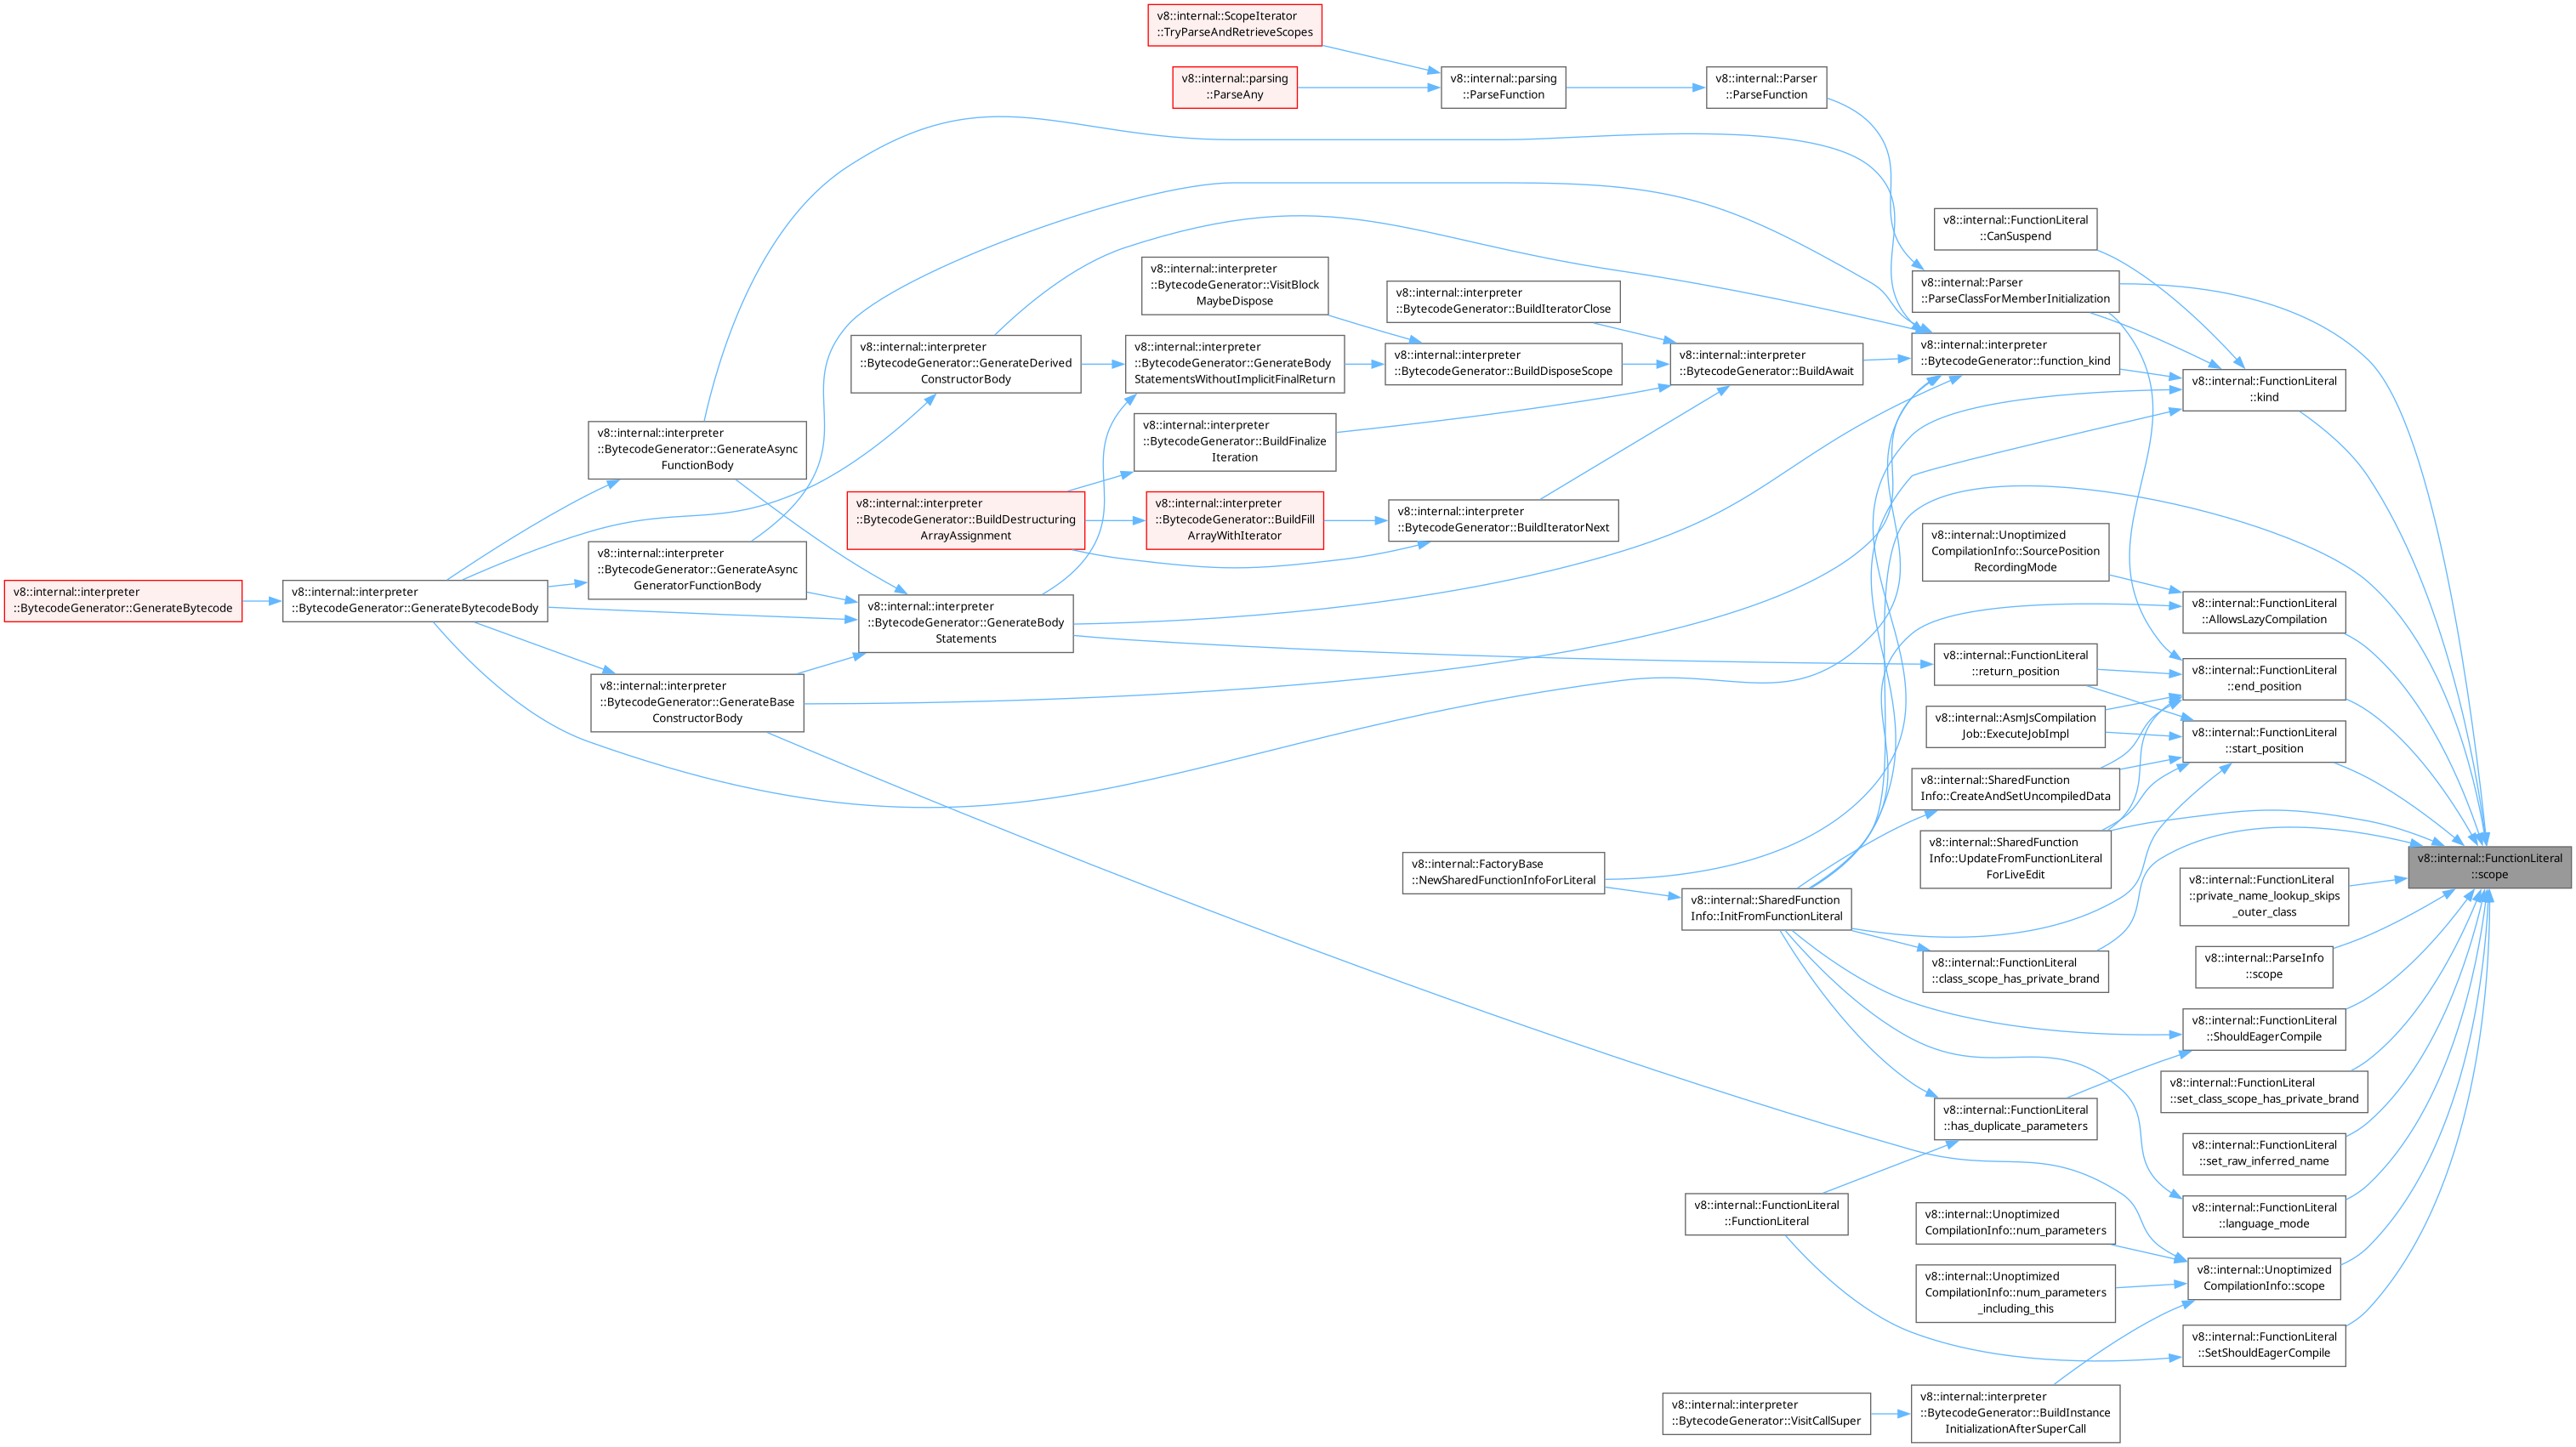 v8::internal::ScopeIterator
::TryParseAndRetrieveScopes
v8::internal::parsing
::ParseAny
v8::internal::parsing
::ParseFunction
v8::internal::Parser
::ParseFunction
v8::internal::FunctionLiteral
::CanSuspend
v8::internal::interpreter
::BytecodeGenerator::VisitBlock
MaybeDispose
v8::internal::Parser
::ParseClassForMemberInitialization
v8::internal::interpreter
::BytecodeGenerator::BuildIteratorClose
v8::internal::interpreter
::BytecodeGenerator::GenerateDerived
ConstructorBody
v8::internal::interpreter
::BytecodeGenerator::GenerateBody
StatementsWithoutImplicitFinalReturn
v8::internal::interpreter
::BytecodeGenerator::BuildDisposeScope
v8::internal::interpreter
::BytecodeGenerator::BuildAwait
v8::internal::interpreter
::BytecodeGenerator::function_kind
v8::internal::FunctionLiteral
::kind
v8::internal::interpreter
::BytecodeGenerator::GenerateAsync
FunctionBody
v8::internal::interpreter
::BytecodeGenerator::BuildFinalize
Iteration
v8::internal::interpreter
::BytecodeGenerator::BuildDestructuring
ArrayAssignment
v8::internal::interpreter
::BytecodeGenerator::BuildFill
ArrayWithIterator
v8::internal::interpreter
::BytecodeGenerator::BuildIteratorNext
v8::internal::Unoptimized
CompilationInfo::SourcePosition
RecordingMode
v8::internal::interpreter
::BytecodeGenerator::GenerateBytecode
v8::internal::interpreter
::BytecodeGenerator::GenerateBytecodeBody
v8::internal::interpreter
::BytecodeGenerator::GenerateAsync
GeneratorFunctionBody
v8::internal::interpreter
::BytecodeGenerator::GenerateBody
Statements
v8::internal::FunctionLiteral
::AllowsLazyCompilation
v8::internal::FunctionLiteral
::return_position
v8::internal::FunctionLiteral
::end_position
v8::internal::interpreter
::BytecodeGenerator::GenerateBase
ConstructorBody
v8::internal::AsmJsCompilation
Job::ExecuteJobImpl
v8::internal::FunctionLiteral
::start_position
v8::internal::SharedFunction
Info::CreateAndSetUncompiledData
v8::internal::SharedFunction
Info::UpdateFromFunctionLiteral
ForLiveEdit
v8::internal::FunctionLiteral
::scope
v8::internal::FactoryBase
::NewSharedFunctionInfoForLiteral
v8::internal::SharedFunction
Info::InitFromFunctionLiteral
v8::internal::FunctionLiteral
::private_name_lookup_skips
_outer_class
v8::internal::FunctionLiteral
::class_scope_has_private_brand
v8::internal::ParseInfo
::scope
v8::internal::FunctionLiteral
::ShouldEagerCompile
v8::internal::FunctionLiteral
::set_class_scope_has_private_brand
v8::internal::FunctionLiteral
::has_duplicate_parameters
v8::internal::FunctionLiteral
::set_raw_inferred_name
v8::internal::FunctionLiteral
::FunctionLiteral
v8::internal::FunctionLiteral
::language_mode
v8::internal::Unoptimized
CompilationInfo::num_parameters
v8::internal::Unoptimized
CompilationInfo::scope
v8::internal::Unoptimized
CompilationInfo::num_parameters
_including_this
v8::internal::FunctionLiteral
::SetShouldEagerCompile
v8::internal::interpreter
::BytecodeGenerator::VisitCallSuper
v8::internal::interpreter
::BytecodeGenerator::BuildInstance
InitializationAfterSuperCall